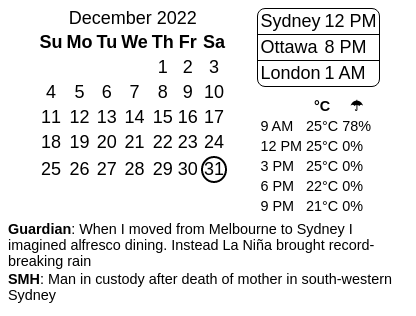 December 2022
Su Mo Tu We Th Fr Sa
1 2 3
4 5 6 7 8 9 10
11 12 13 14 15 16 17
18 19 20 21 22 23 24
25 26 27 28 29 30 31
Sydney 12 PM
Ottawa 8 PM
London 1 AM
°C ☂
9 AM 25°C 78%
12 PM 25°C 0%
3 PM 25°C 0%
6 PM 22°C 0%
9 PM 21°C 0%
Guardian: When I moved from Melbourne to Sydney I
imagined alfresco dining. Instead La Niña brought record-
breaking rain
SMH: Man in custody after death of mother in south-western
Sydney